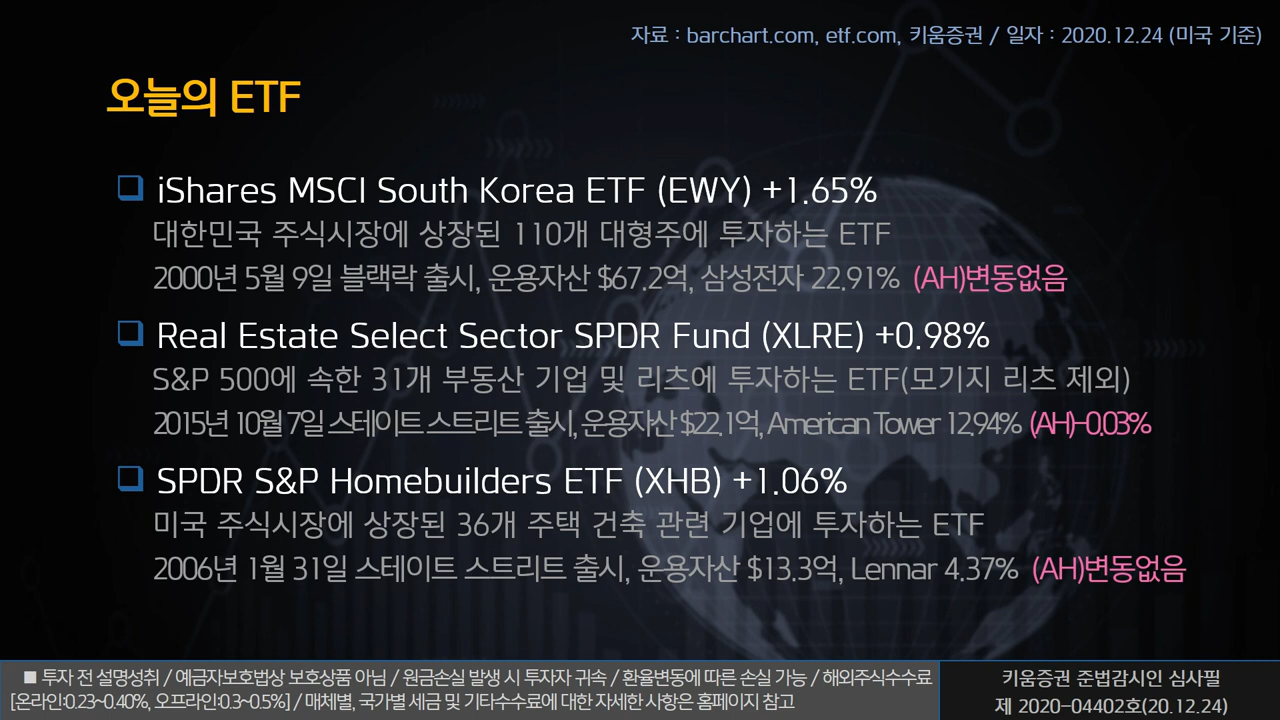 자료 : barchart.com, etf.com, 키움증권 / 일자 : 2020.12.24 (미국 기준)
오늘의 ETF
❑ iShares MSCI South Korea ETF (EWY) +1.65%
대한민국 주식시장에 상장된 110개 대형주에 투자하는 ETF
2000년 5월 9일 블랙락 출시, 운용자산 $67.2억, 삼성전자 22.91% (AH)변동없음
❑ Real Estate Select Sector SPDR Fund (XLRE) +0.98%
S&P 500에 속한 31개 부동산 기업 및 리츠에 투자하는 ETF(모기지 리츠 제외)
2015년 10월 7일 스테이트 스트리트 출시, 운용자산 $22.1억, American Tower 12.94% (AH)-0.03%
❑ SPDR S&P Homebuilders ETF (XHB) +1.06%
미국 주식시장에 상장된 36개 주택 건축 관련 기업에 투자하는 ETF
2006년 1월 31일 스테이트 스트리트 출시, 운용자산 $13.3억, Lennar 4.37% (AH)변동없음
■ 투자 전 설명성취 / 예금자보호법상 보호상품 아님 / 원금손실 발생 시 투자자 귀속 / 환율변동에 따른 손실 가능 / 해외주식수수료
[온라인:0.23~0.40%, 오프라인:0.3~0.5%] / 매체별, 국가별 세금 및 기타수수료에 대한 자세한 사항은 홈페이지 참고
키움증권 준법감시인 심사필
제 2020-04402호(20.12.24)